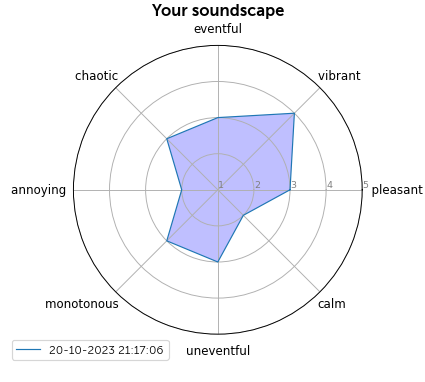 Your soundscape
eventful
chaotic
vibrant
annoying
1 2 3 4 5
pleasant
monotonous
calm
uneventful
20-10-2023 21:17:06